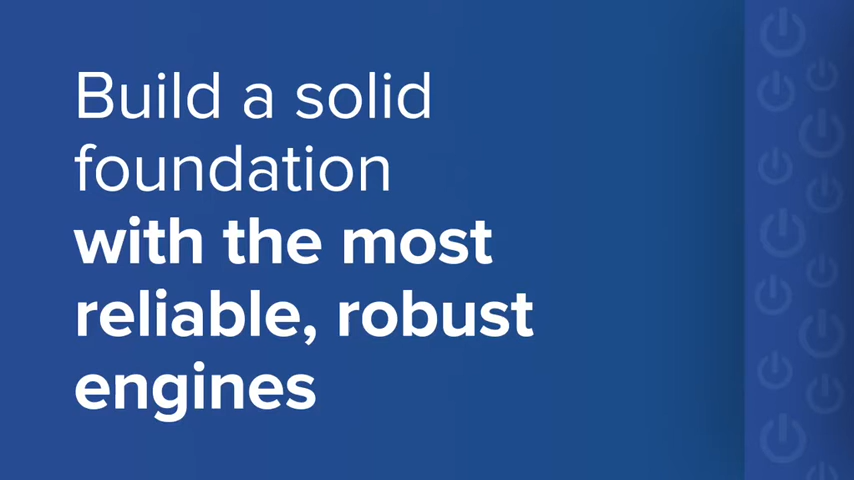 Build a solid
foundation
with the most
reliable, robust
engines